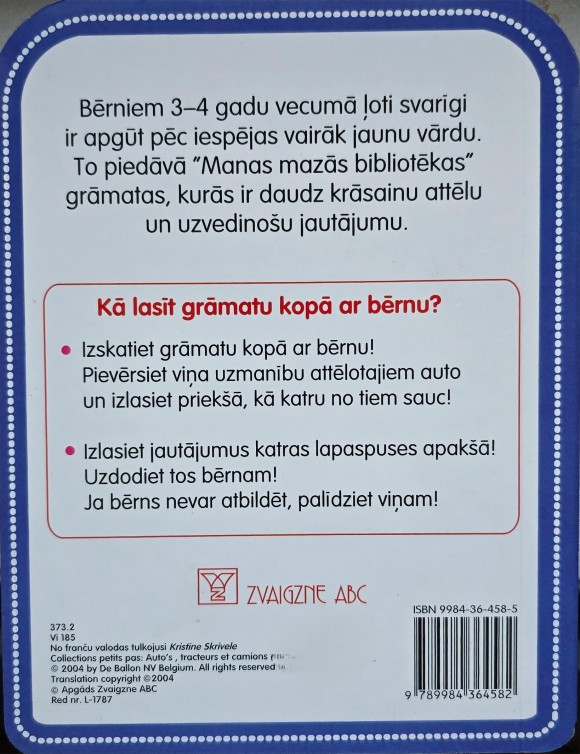 Bērniem 3–4 gadu vecumā ļoti svarīgi
ir apgūt pēc iespējas vairāk jaunu vārdu.
To piedāvā "Manas mazās bibliotēkas"
grāmatas, kurās ir daudz krāsainu attēlu
un uzvedinošu jautājumu.
Kā lasīt grāmatu kopā ar bērnu?
• Izskatiet grāmatu kopā ar bērnu!
Pievērsiet viņa uzmanību attēlotajiem auto
un izlasiet priekšā, kā katru no tiem sauc!
• Izlasiet jautājumus katras lapaspuses apakšā!
Uzdodiet tos bērnam!
Ja bērns nevar atbildēt, palīdziet viņam!
ZVAIGZNE ABC
ISBN 9984-36-458-5
373.2
Vi 185
No franču valodas tulkojusi Kristīne Skrivele
Collections petits pas: Auto's , tracteurs et camions
© 2004 by De Ballon NV Belgium. All rights reserved
Translation copyright ©2004
© Apgāds Zvaigzne ABC
Red nr. L-1787
9 789984 364582